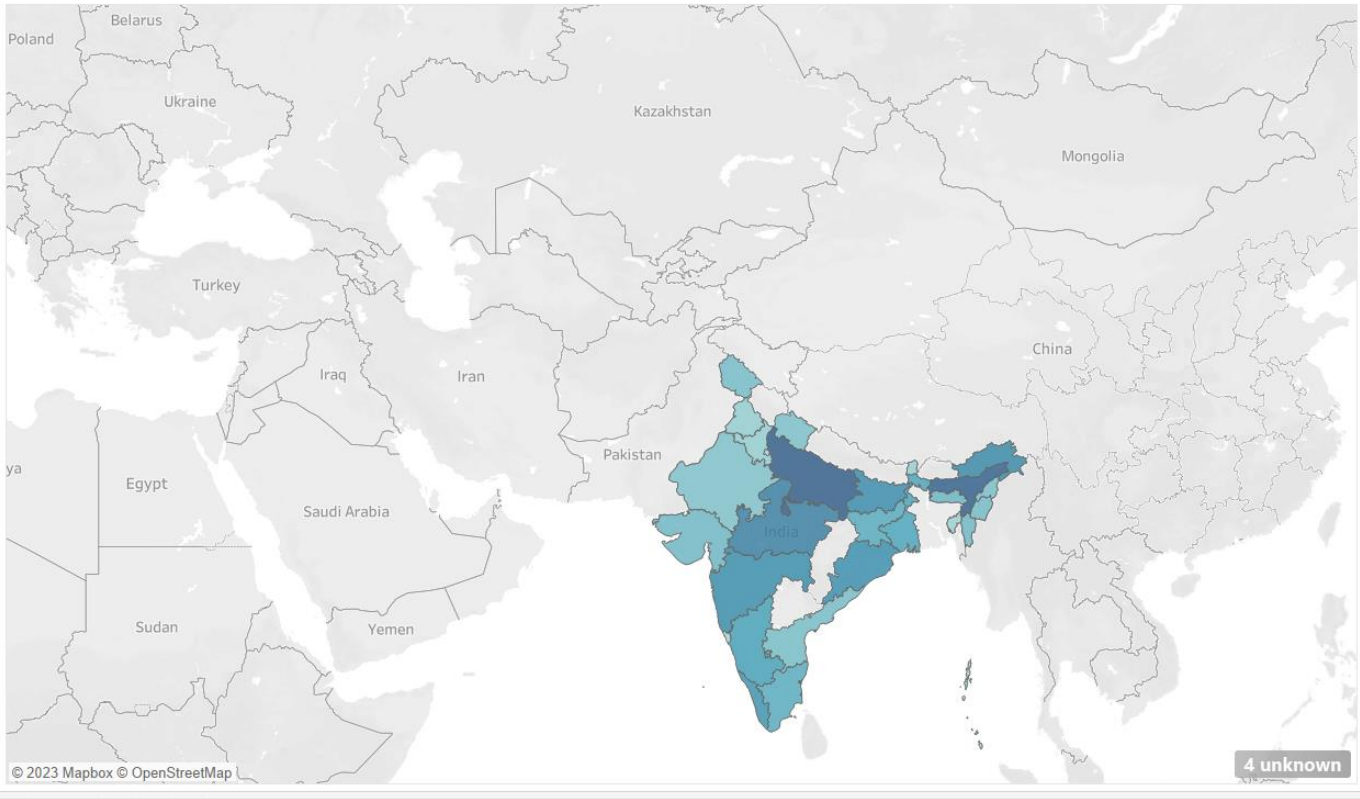 Belarus
Poland
Ukraine
Kazakhstan
Mongolia
Turkey
China
Iraq
Iran
Pakistan
ya
Egypt
Saudi Arabia
India
Sudan
Yemen
4 unknown
© 2023 Mapbox © OpenStreetMap